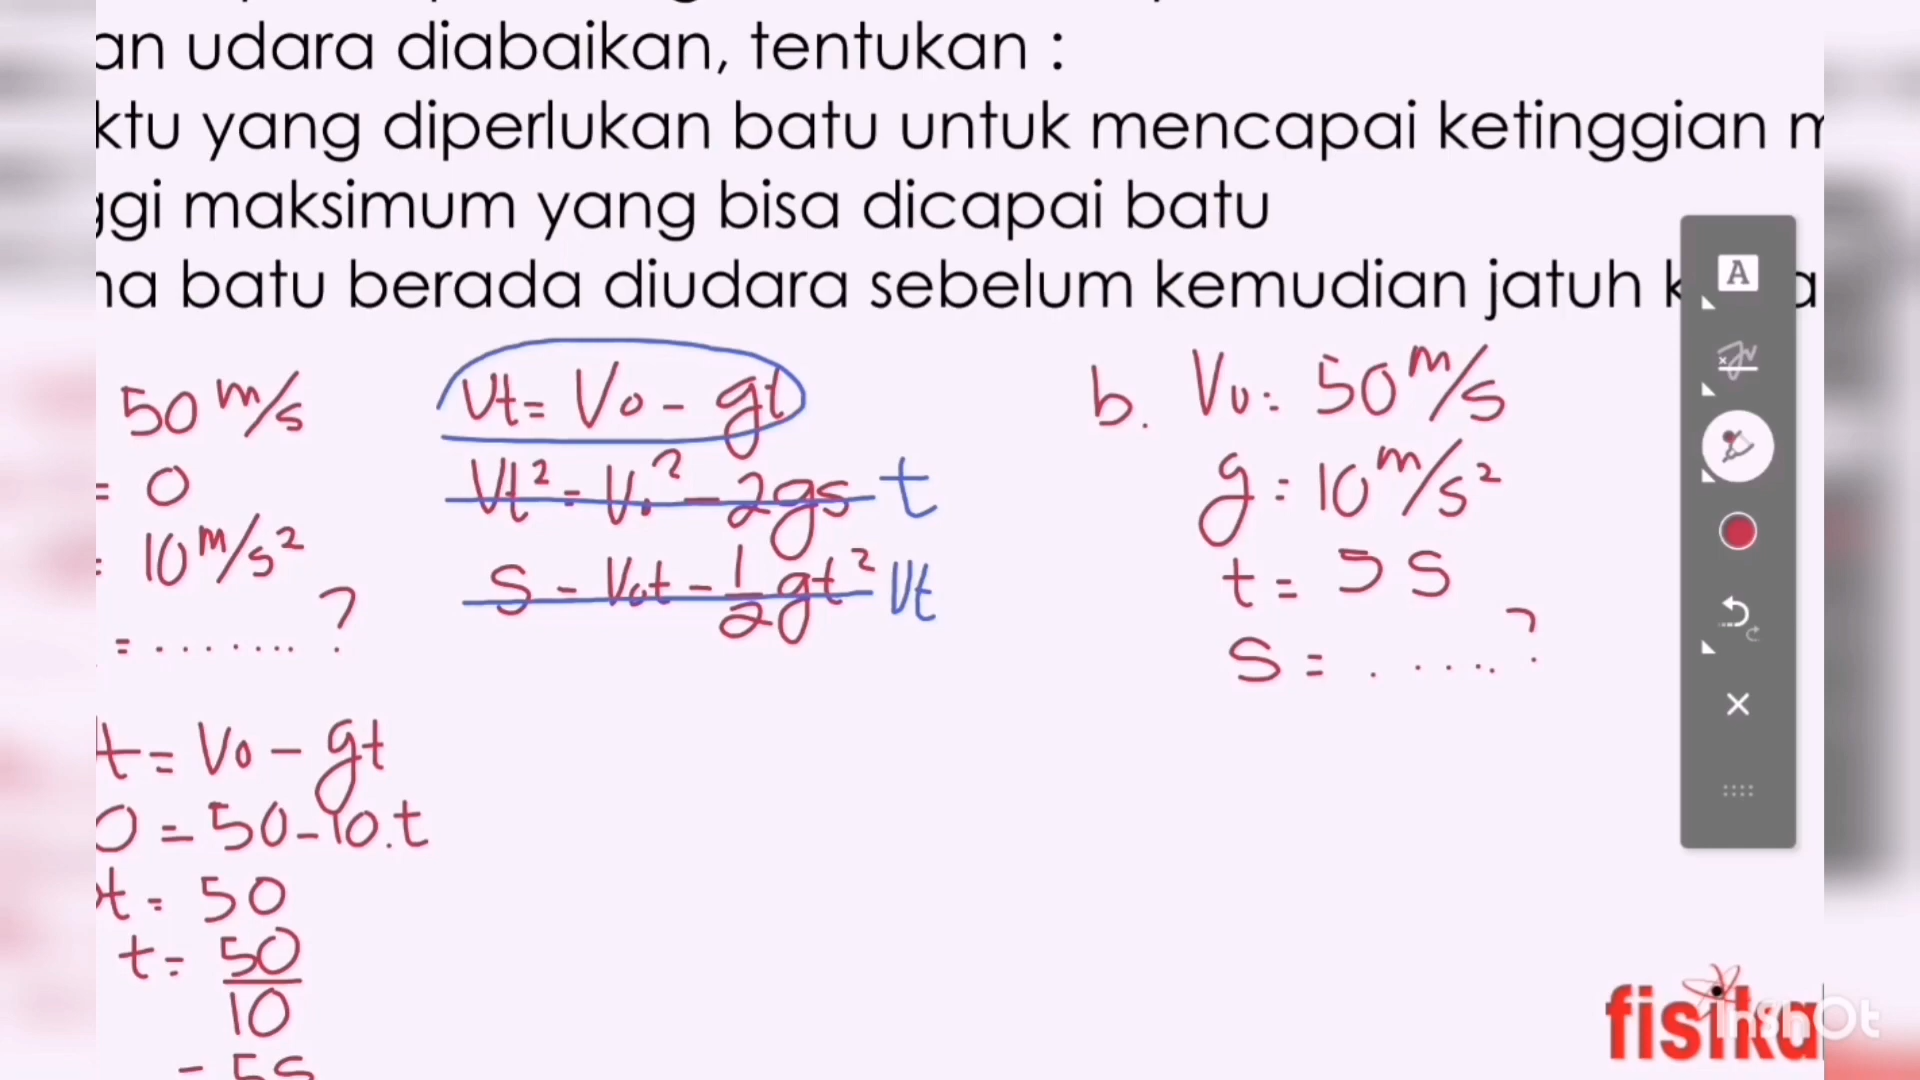 an udara diabaikan, tentukan :
ktu yang diperlukan batu untuk mencapai ketinggian m
ggi maksimum yang bisa dicapai batu
na batu berada diudara sebelum kemudian jatuh k
50 m/s
= 0
= 10 m/s²
= ....... ?
t = Vo - gt
0 = 50 - 10.t
t = 50
t = 50/10
= 5s
Vt = Vo - gt
Vt² = Vo² - 2gs t
S = Vot - 1/2 gt² Vt
b. Vo = 50 m/s
g = 10 m/s²
t = 5 s
S = ..... ?
A
fisika
InShOt